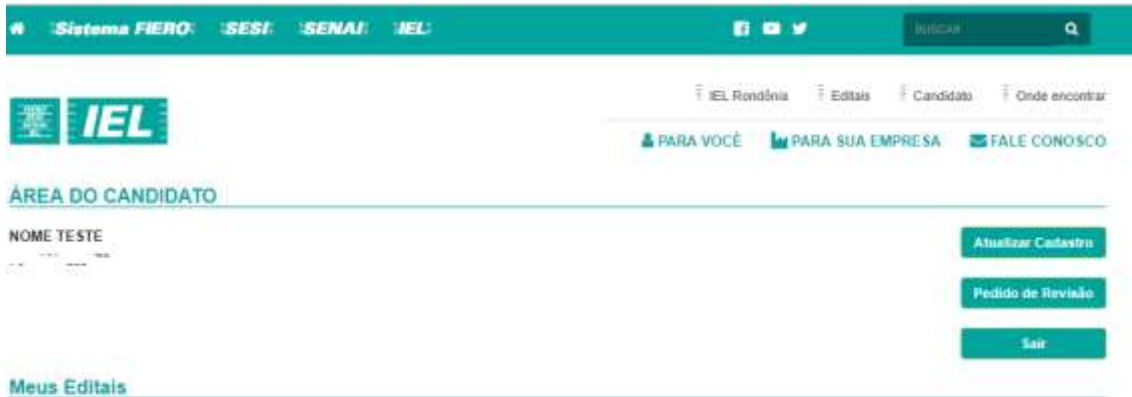 Sistema FIERO SESI SENAI IEL BUSCAR
IEL Rondônia Editais Candidato Onde encontrar
IEL
PARA VOCÊ PARA SUA EMPRESA FALE CONOSCO
ÁREA DO CANDIDATO
NOME TESTE
Atualizar Cadastro
Pedido de Revisão
Sair
Meus Editais